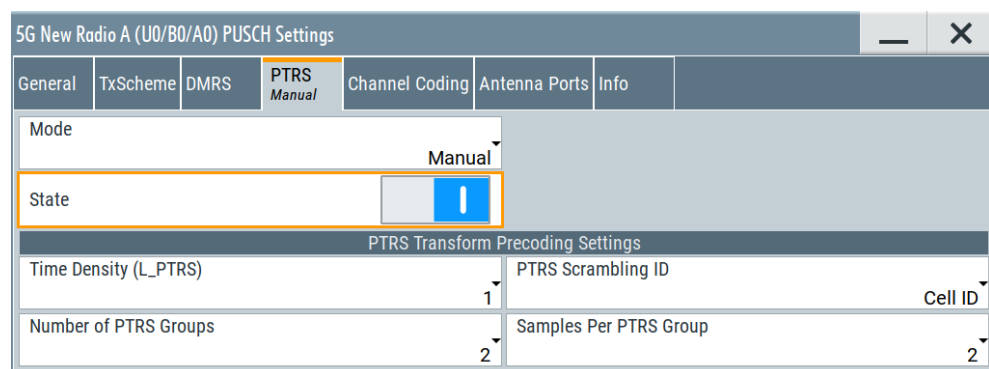 5G New Radio A (U0/B0/A0) PUSCH Settings
General TxScheme DMRS PTRS Manual Channel Coding Antenna Ports Info
Mode
Manual
State
PTRS Transform Precoding Settings
Time Density (L_PTRS)
1
PTRS Scrambling ID
Cell ID
Number of PTRS Groups
2
Samples Per PTRS Group
2